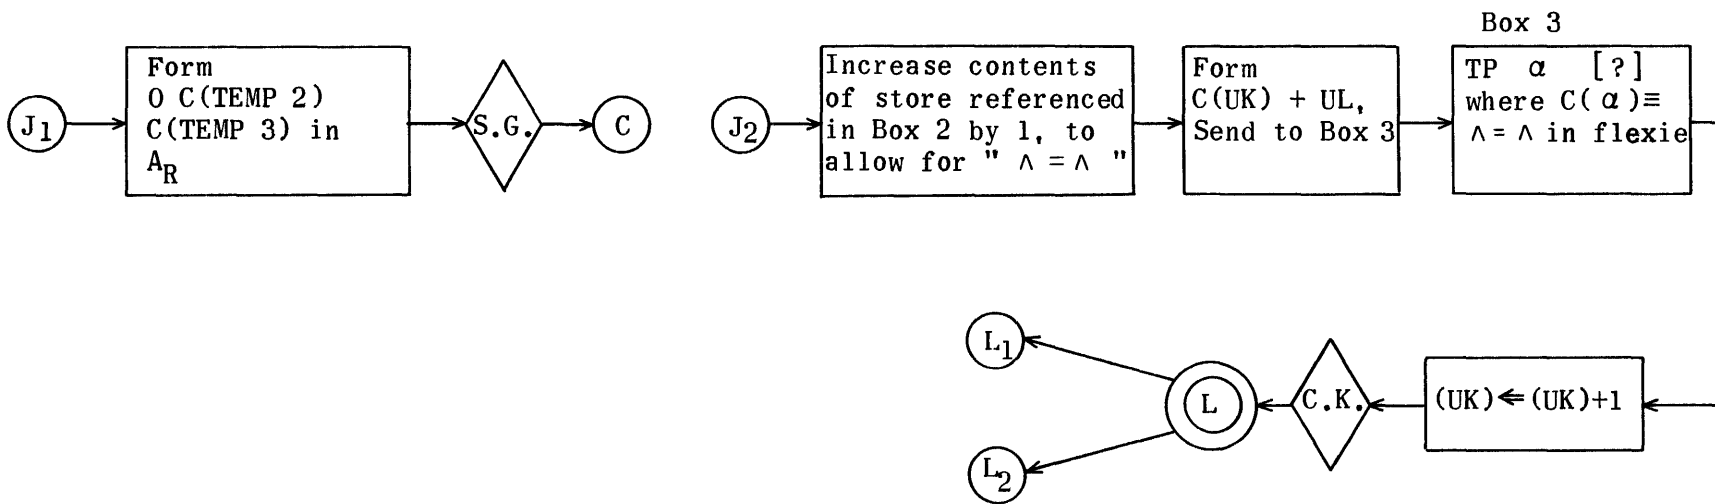 J1
Form
O C(TEMP 2)
C(TEMP 3) in
AR
S.G.
C
J2
Increase contents
of store referenced
in Box 2 by 1, to
allow for " ∧ = ∧ "
Form
C(UK) + UL,
Send to Box 3
Box 3
TP α [?]
where C(α)≡
∧ = ∧ in flexie
L1
L
L2
C.K.
(UK)⇐(UK)+1